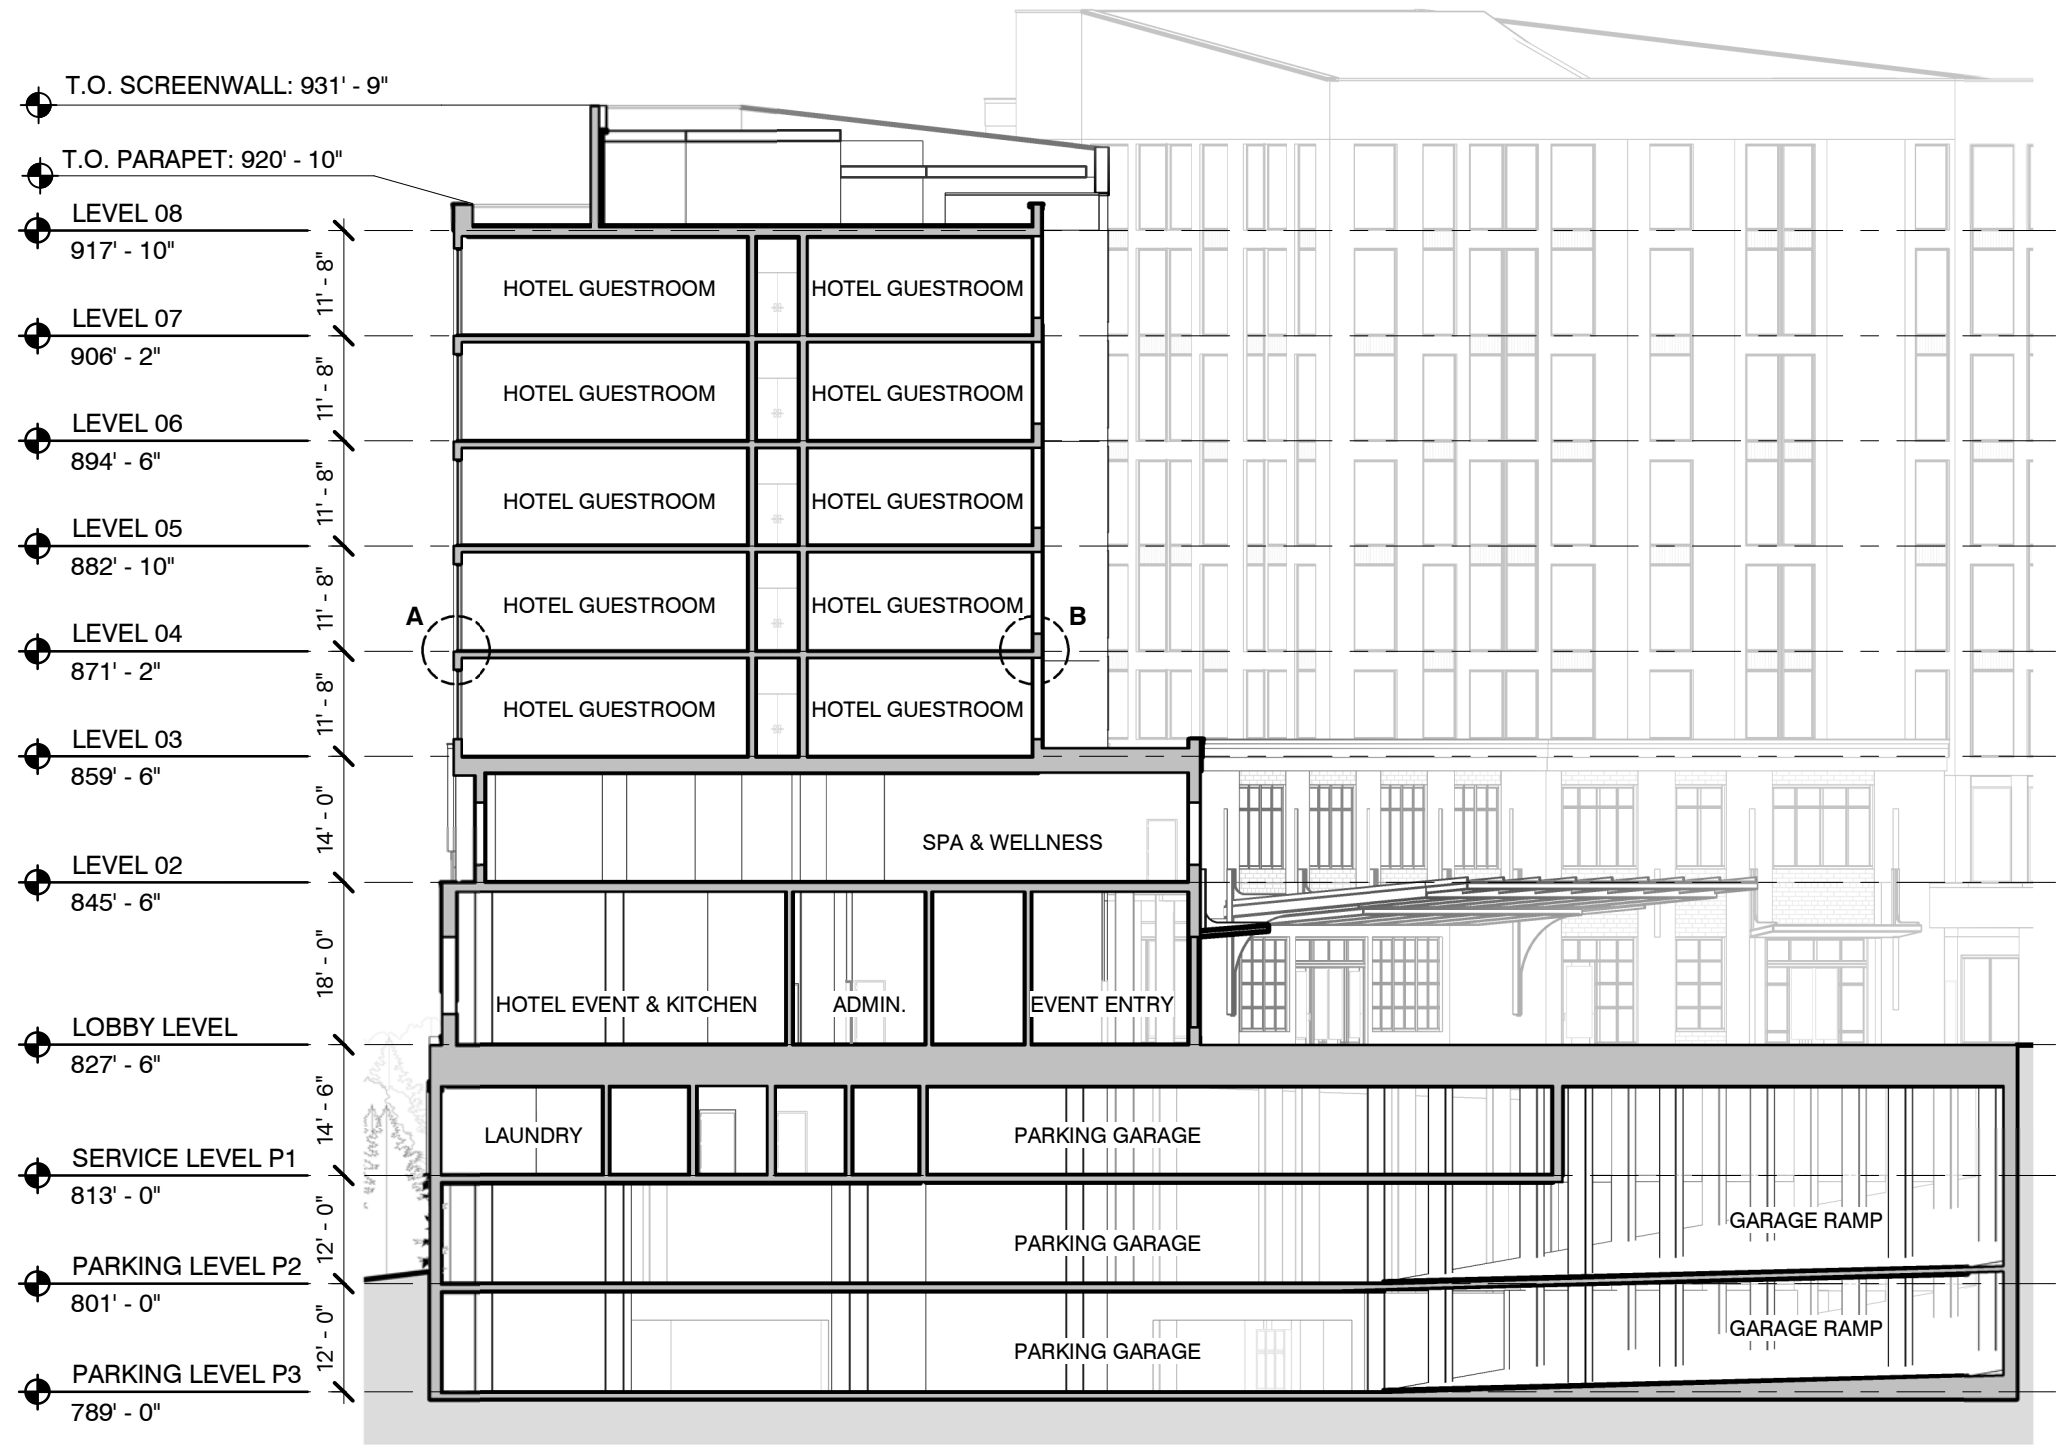 T.O. SCREENWALL: 931' - 9"
T.O. PARAPET: 920' - 10"
LEVEL 08
917' - 10"
11' - 8"
HOTEL GUESTROOM
HOTEL GUESTROOM
LEVEL 07
906' - 2"
11' - 8"
HOTEL GUESTROOM
HOTEL GUESTROOM
LEVEL 06
894' - 6"
11' - 8"
HOTEL GUESTROOM
HOTEL GUESTROOM
LEVEL 05
882' - 10"
11' - 8"
HOTEL GUESTROOM
HOTEL GUESTROOM
A
B
LEVEL 04
871' - 2"
11' - 8"
HOTEL GUESTROOM
HOTEL GUESTROOM
LEVEL 03
859' - 6"
14' - 0"
SPA & WELLNESS
LEVEL 02
845' - 6"
18' - 0"
HOTEL EVENT & KITCHEN
ADMIN.
EVENT ENTRY
LOBBY LEVEL
827' - 6"
14' - 6"
LAUNDRY
PARKING GARAGE
SERVICE LEVEL P1
813' - 0"
12' - 0"
GARAGE RAMP
PARKING GARAGE
PARKING LEVEL P2
801' - 0"
12' - 0"
GARAGE RAMP
PARKING GARAGE
PARKING LEVEL P3
789' - 0"